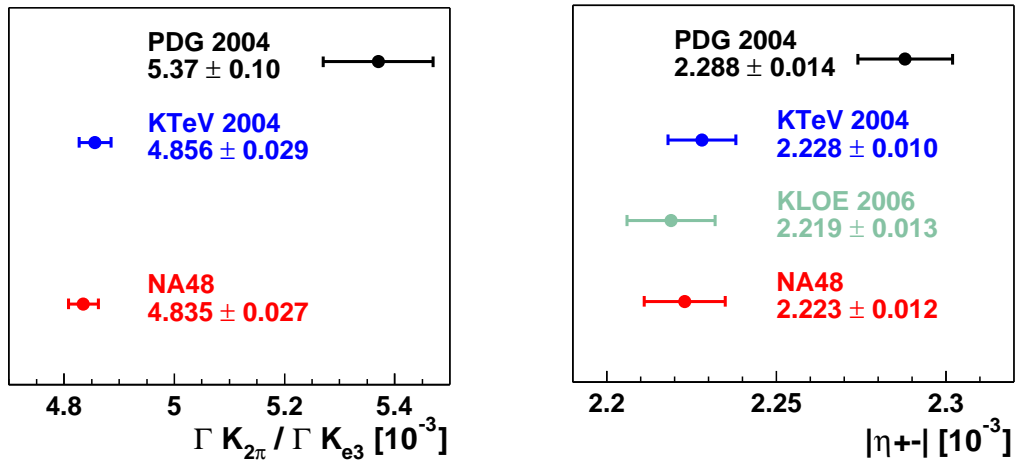 PDG 2004
5.37 ± 0.10
KTeV 2004
4.856 ± 0.029
NA48
4.835 ± 0.027
4.8 5 5.2 5.4
Γ K₂π / Γ Ke3 [10⁻³]
PDG 2004
2.288 ± 0.014
KTeV 2004
2.228 ± 0.010
KLOE 2006
2.219 ± 0.013
NA48
2.223 ± 0.012
2.2 2.25 2.3
|η+-| [10⁻³]